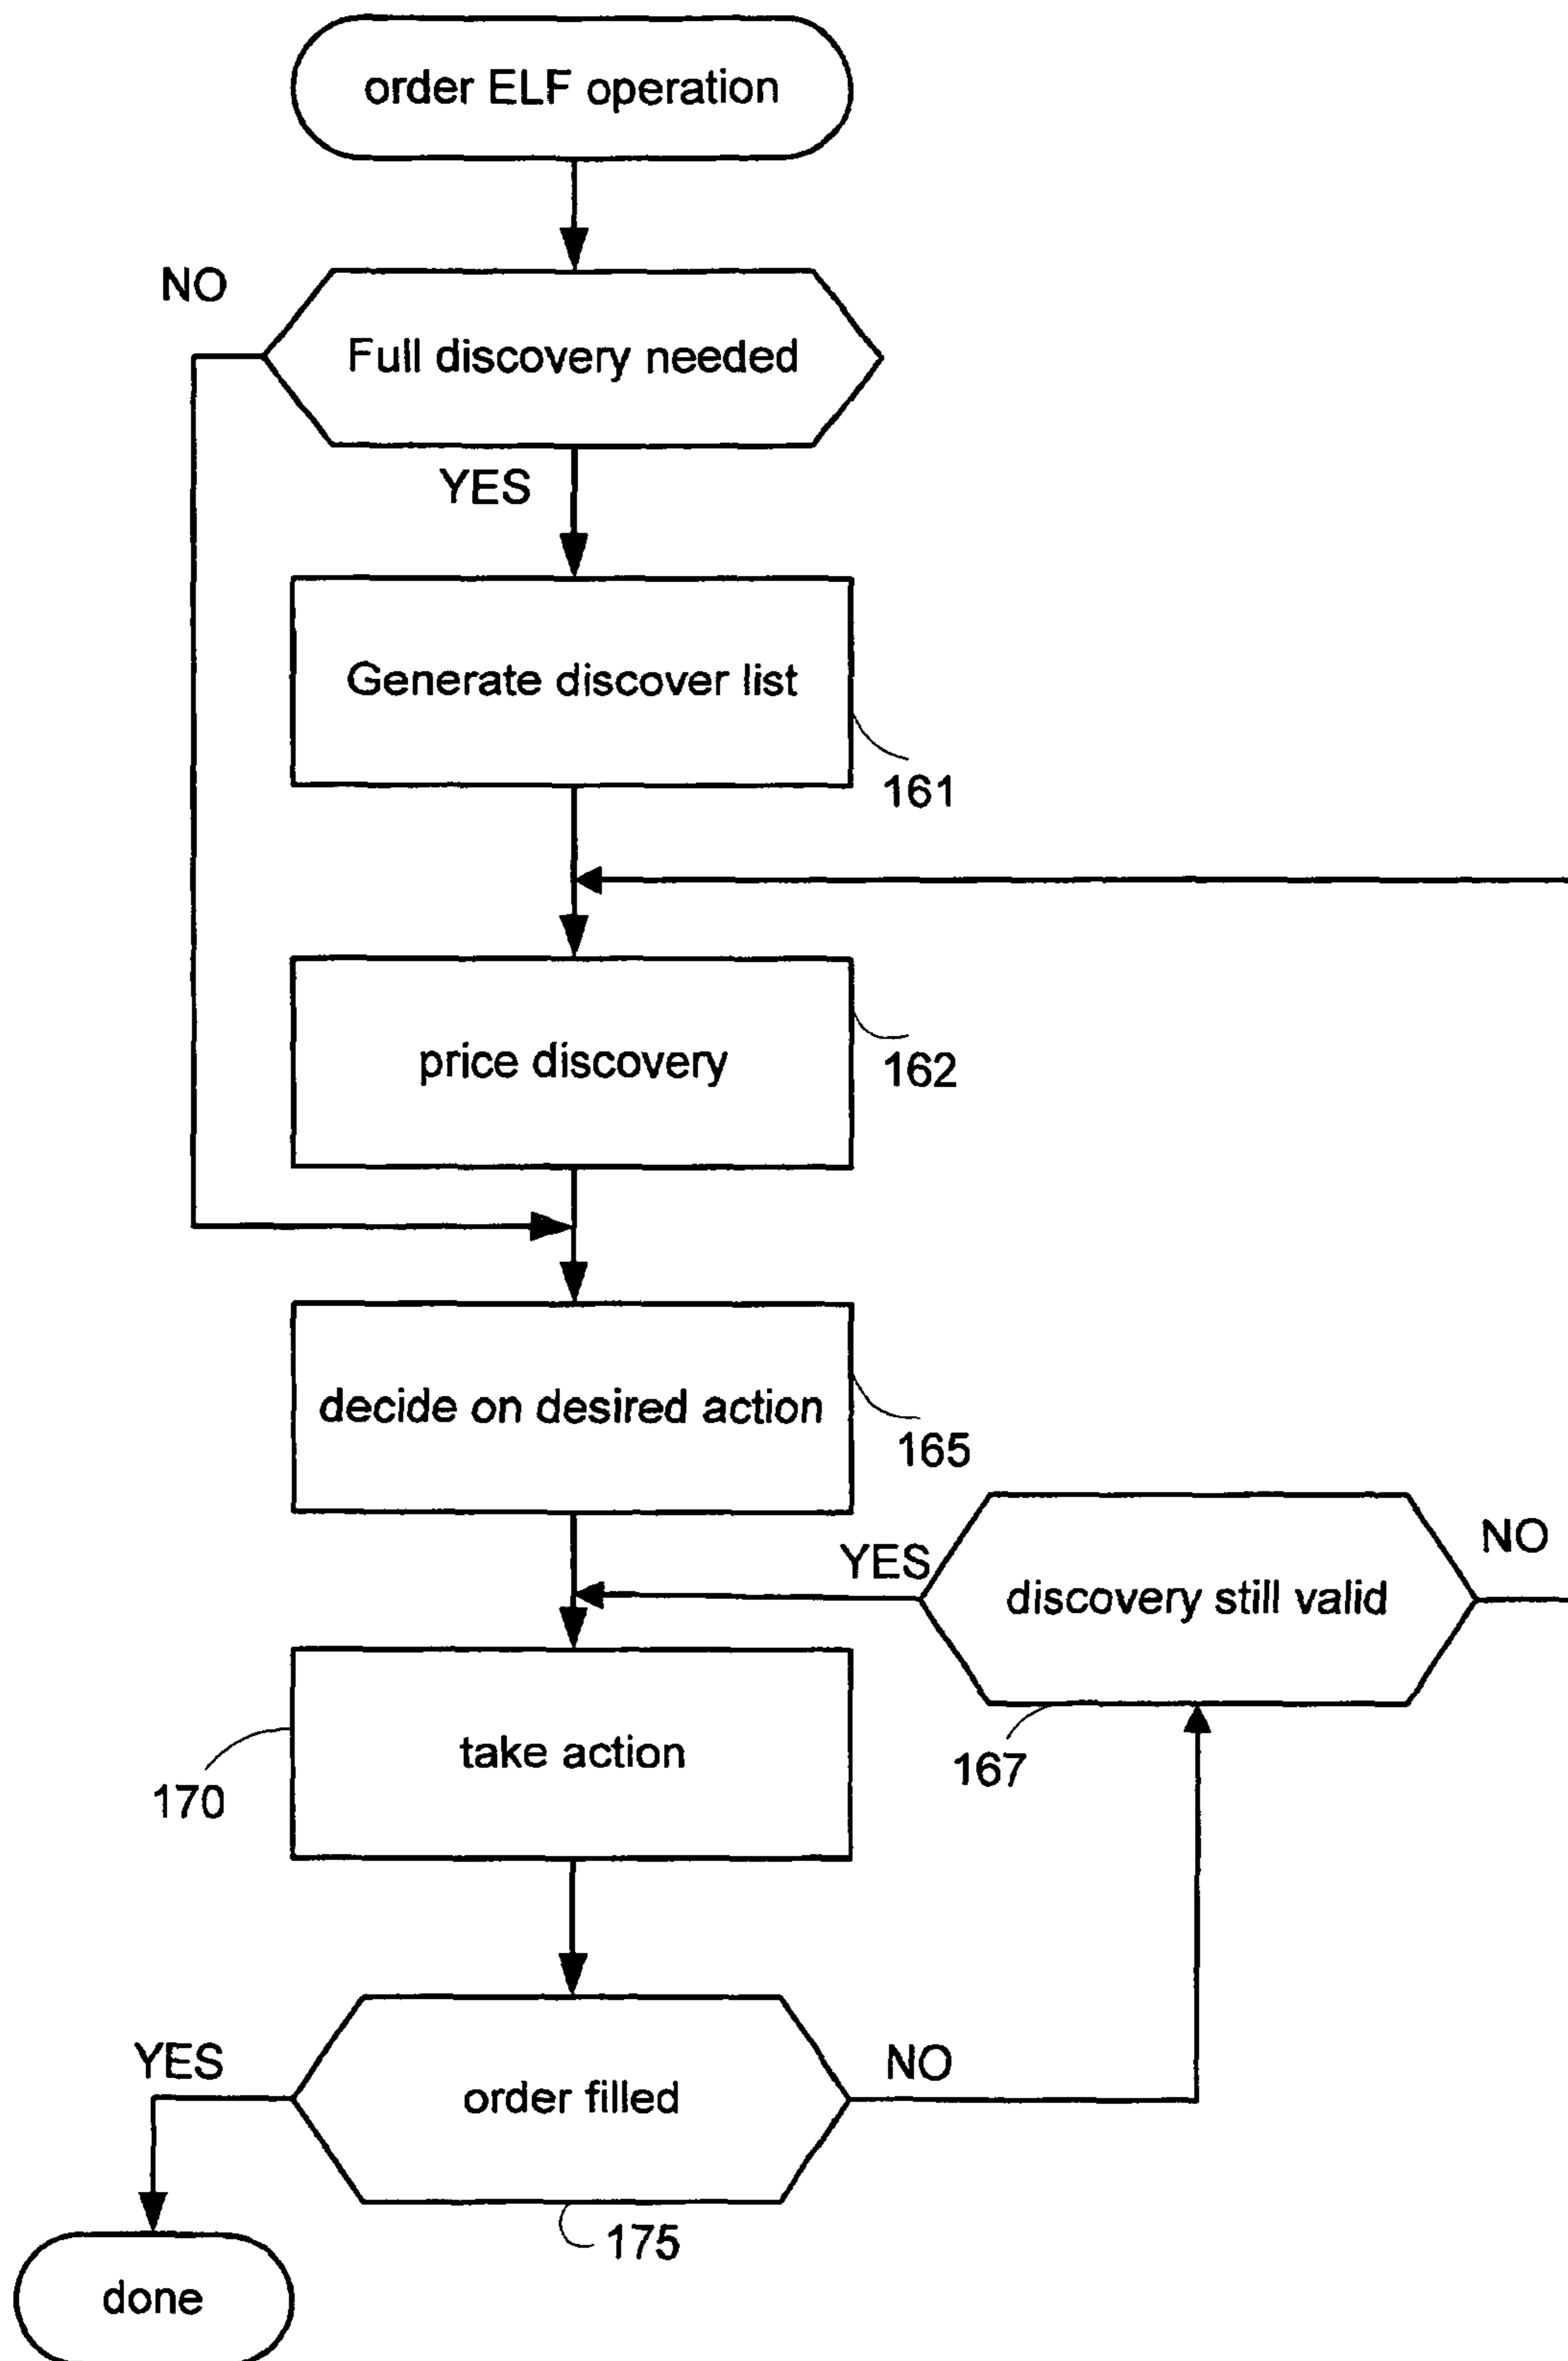 order ELF operation
NO
Full discovery needed
YES
Generate discover list
161
price discovery
162
decide on desired action
165
NO
YES
discovery still valid
take action
167
170
YES
NO
order filled
175
done